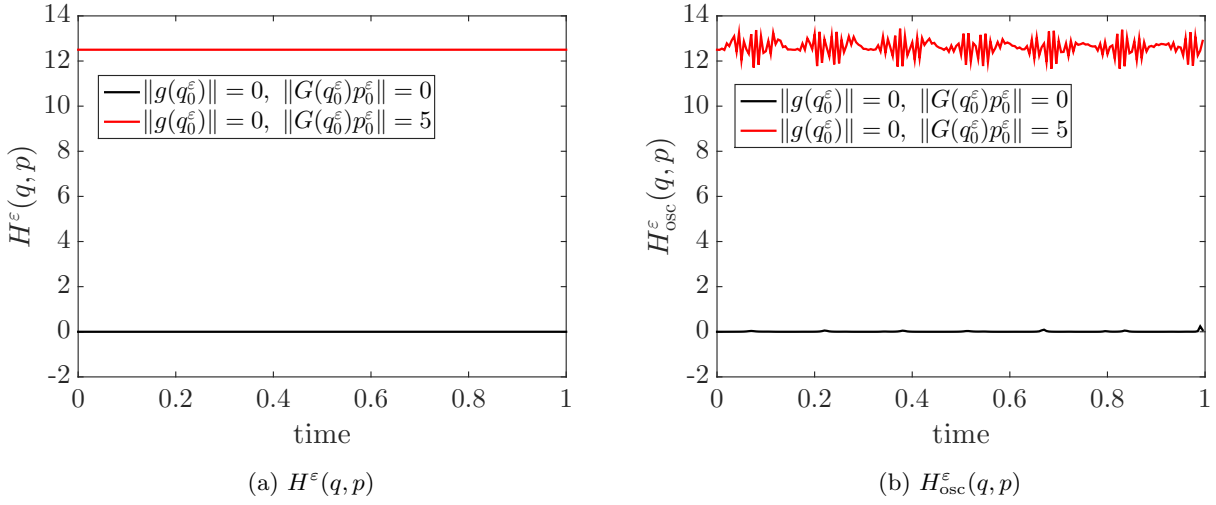 14
12
10
8
6
4
2
0
-2
H^ε(q, p)
‖g(q_0^ε)‖ = 0, ‖G(q_0^ε)p_0^ε‖ = 0
‖g(q_0^ε)‖ = 0, ‖G(q_0^ε)p_0^ε‖ = 5
0 0.2 0.4 0.6 0.8 1
time
(a) H^ε(q, p)
14
12
10
8
6
4
2
0
-2
H_osc^ε(q, p)
‖g(q_0^ε)‖ = 0, ‖G(q_0^ε)p_0^ε‖ = 0
‖g(q_0^ε)‖ = 0, ‖G(q_0^ε)p_0^ε‖ = 5
0 0.2 0.4 0.6 0.8 1
time
(b) H_osc^ε(q, p)